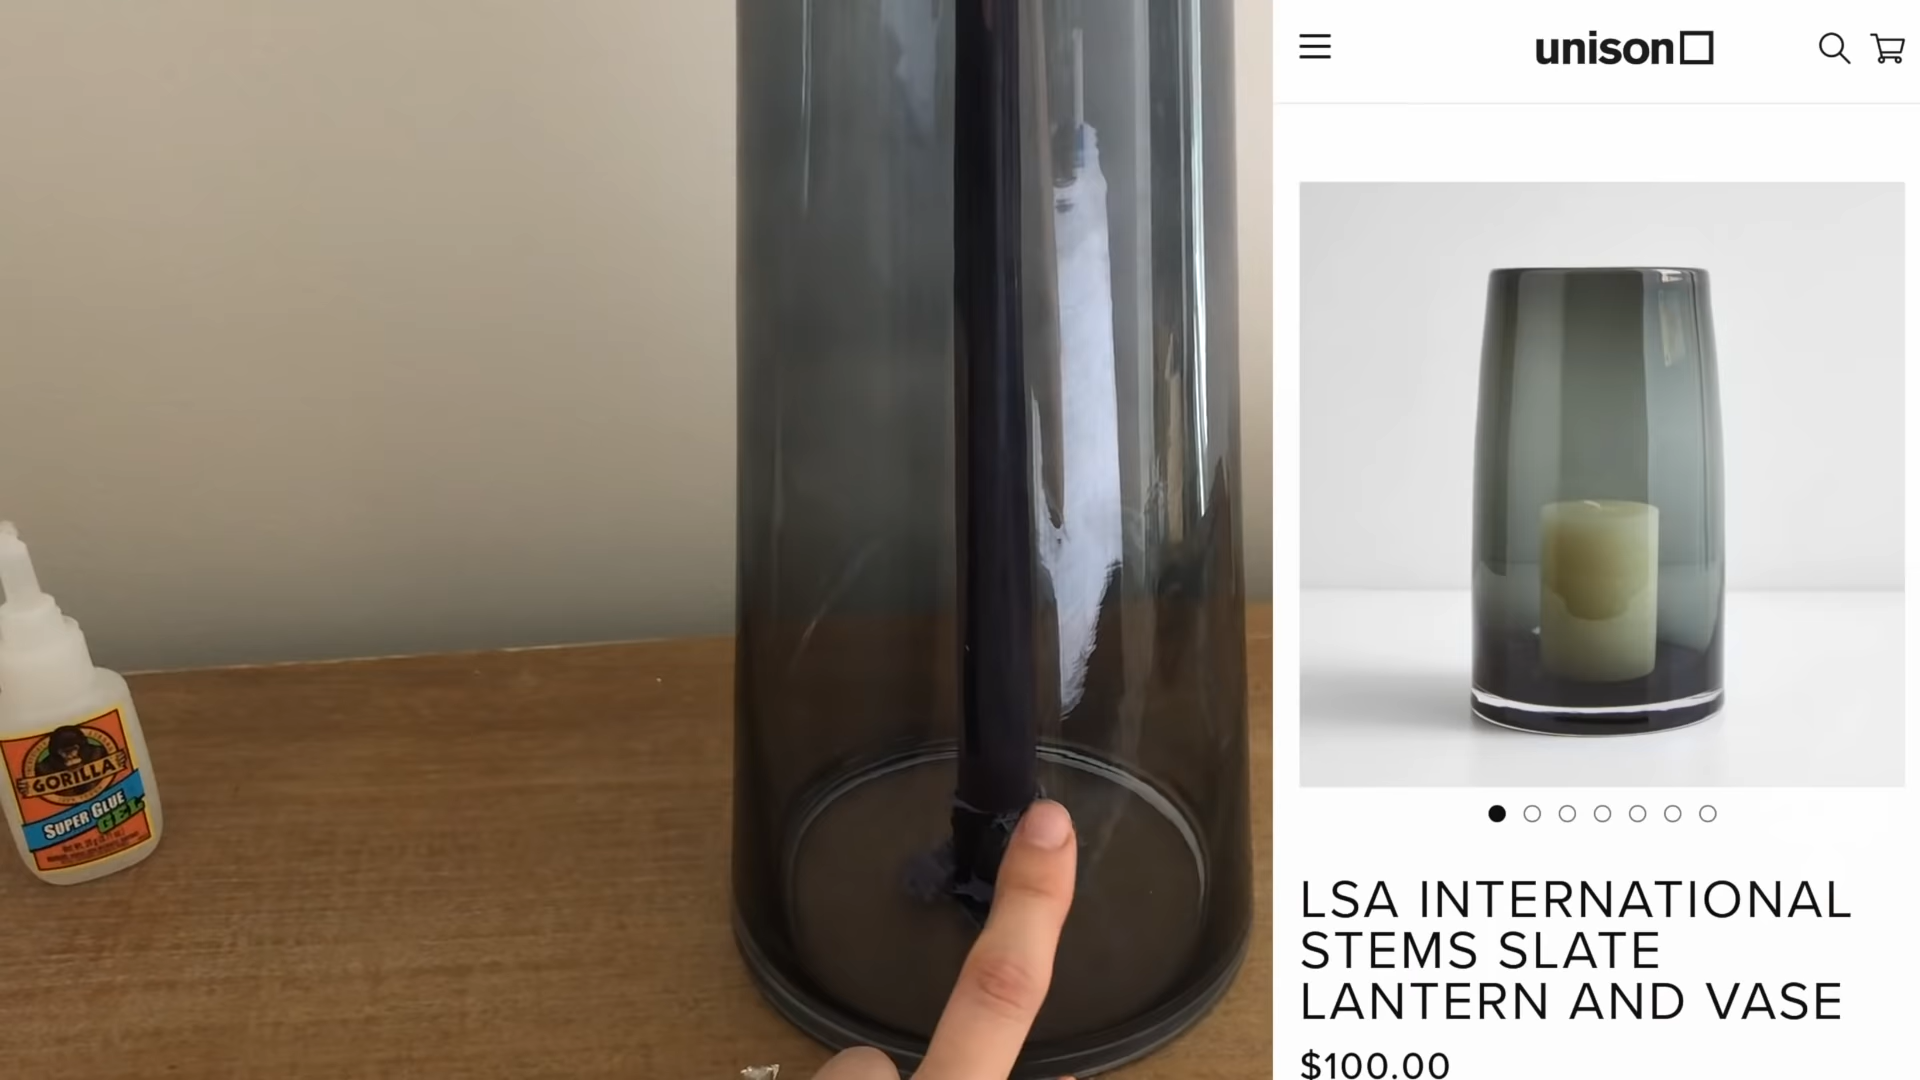 GORILLA
SUPER GLUE
GEL
unison
LSA INTERNATIONAL
STEMS SLATE
LANTERN AND VASE
$100.00